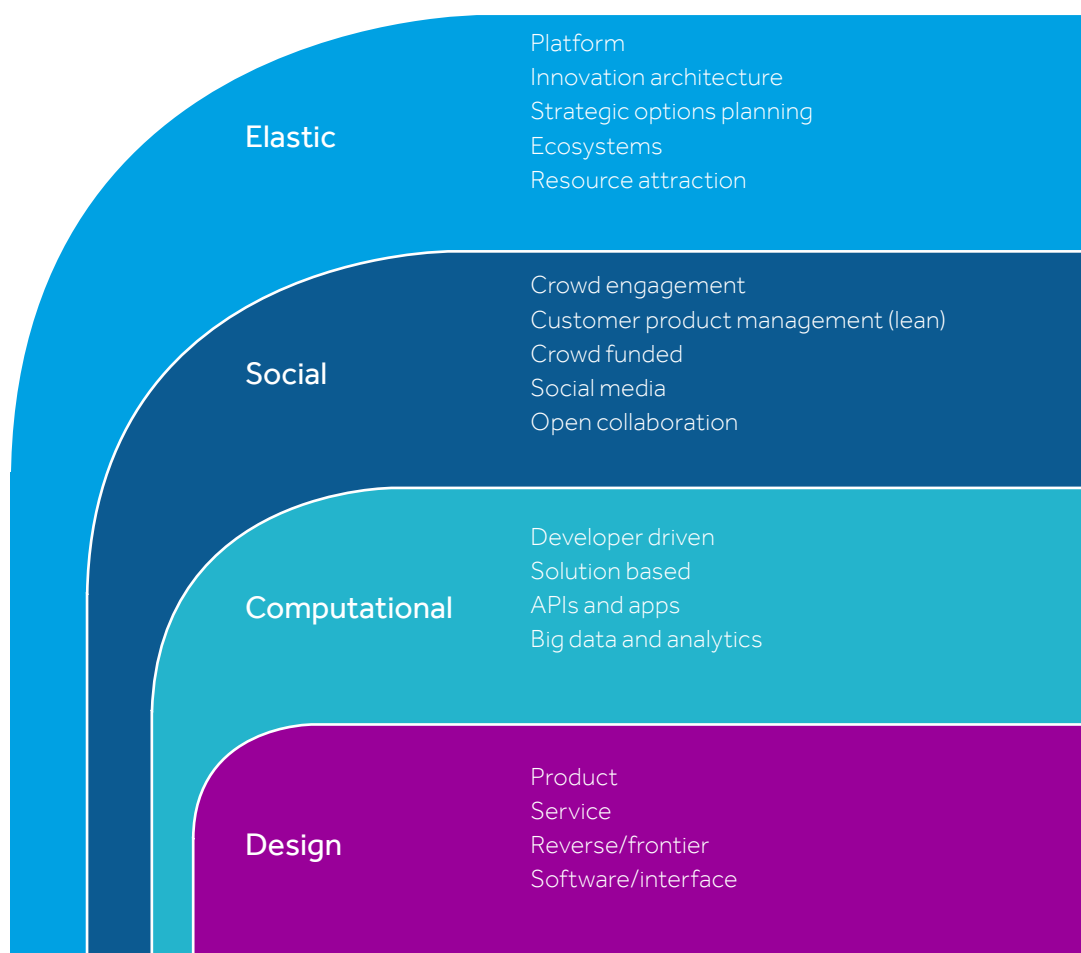 Elastic
Platform
Innovation architecture
Strategic options planning
Ecosystems
Resource attraction
Social
Crowd engagement
Customer product management (lean)
Crowd funded
Social media
Open collaboration
Computational
Developer driven
Solution based
APIs and apps
Big data and analytics
Design
Product
Service
Reverse/frontier
Software/interface